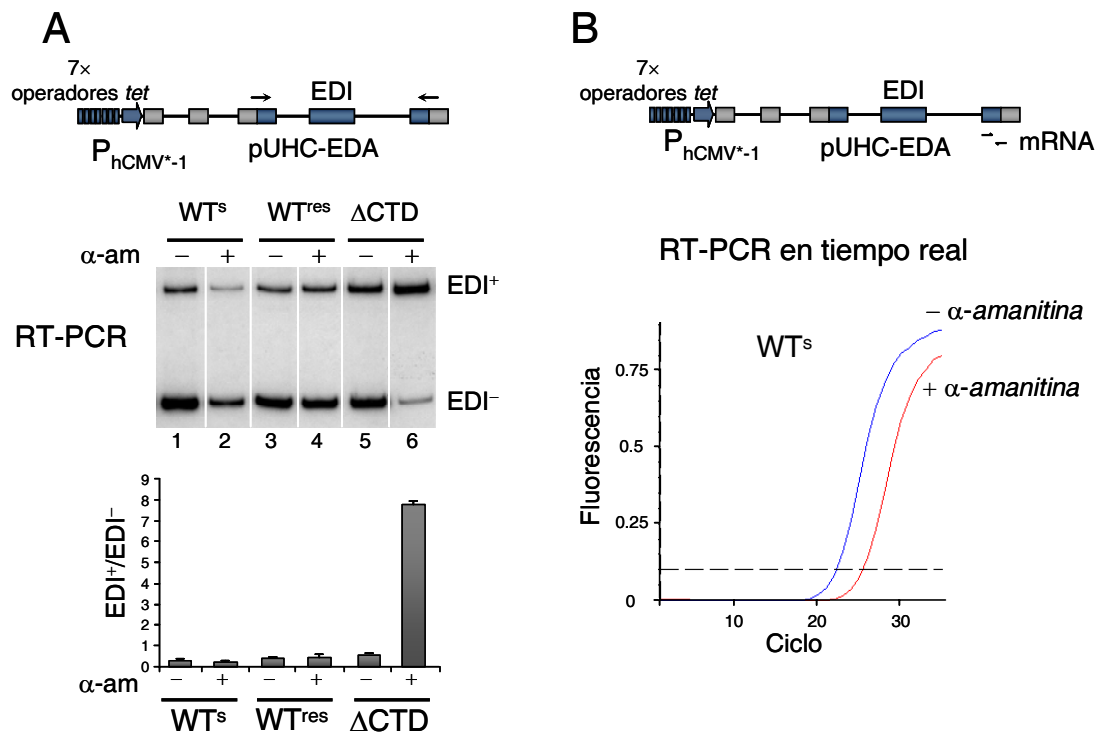 A
7×
operadores tet
EDI
P hCMV*-1
pUHC-EDA
WTˢ WTʳᵉˢ ΔCTD
α-am − + − + − +
EDI⁺
RT-PCR
EDI⁻
1 2 3 4 5 6
9
8
7
6
5
4
3
2
1
0
EDI⁺/EDI⁻
α-am − + − + − +
WTˢ WTʳᵉˢ ΔCTD
B
7×
operadores tet
EDI
P hCMV*-1
pUHC-EDA
mRNA
RT-PCR en tiempo real
− α-amanitina
WTˢ
+ α-amanitina
0.75
0.5
0.25
0
Fluorescencia
10 20 30
Ciclo